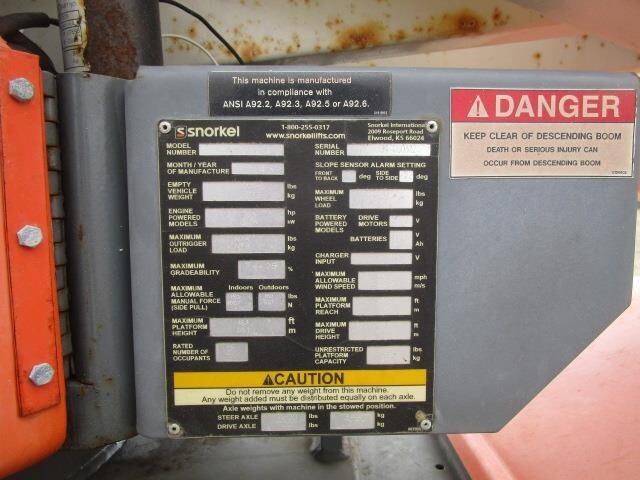 This machine is manufactured
in compliance with
ANSI A92.2, A92.3, A92.5 or A92.6.
snorkel
1-800-255-0317
www.snorkellifts.com
Snorkel International
2009 Roseport Road
Elwood, KS 66024
MODEL
NUMBER
MONTH / YEAR
OF MANUFACTURE
EMPTY
VEHICLE
WEIGHT
lbs
kg
ENGINE
POWERED
MODELS
hp
kW
MAXIMUM
OUTRIGGER
LOAD
lbs
kg
MAXIMUM
GRADEABILITY
%
Indoors Outdoors
MAXIMUM
ALLOWABLE
MANUAL FORCE
(SIDE PULL)
lbs
N
MAXIMUM
PLATFORM
HEIGHT
ft
m
RATED
NUMBER OF
OCCUPANTS
SERIAL
NUMBER
SLOPE SENSOR ALARM SETTING
FRONT
TO BACK
deg
SIDE
TO SIDE
deg
MAXIMUM
WHEEL
LOAD
lbs
kg
BATTERY
POWERED
MODELS
DRIVE
MOTORS
V
BATTERIES
V
Ah
CHARGER
INPUT
V
MAXIMUM
ALLOWABLE
WIND SPEED
mph
m/s
MAXIMUM
PLATFORM
REACH
ft
m
MAXIMUM
DRIVE
HEIGHT
ft
m
UNRESTRICTED
PLATFORM
CAPACITY
lbs
kg
CAUTION
Do not remove any weight from this machine.
Any weight added must be distributed equally on each axle.
Axle weights with machine in the stowed position.
STEER AXLE lbs kg
DRIVE AXLE lbs kg
DANGER
KEEP CLEAR OF DESCENDING BOOM
DEATH OR SERIOUS INJURY CAN
OCCUR FROM DESCENDING BOOM